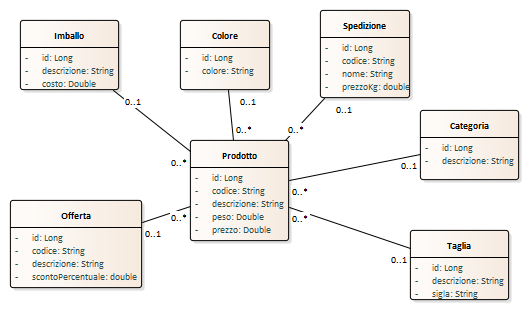 Imballo
- id: Long
- descrizione: String
- costo: Double
Colore
- id: Long
- colore: String
Spedizione
- id: Long
- codice: String
- nome: String
- prezzoKg: double
0..1
0..1
0..1
Categoria
- id: Long
- descrizione: String
0..*
0..*
0..*
Prodotto
- id: Long
- codice: String
- descrizione: String
- peso: Double
- prezzo: Double
0..1
0..*
0..*
0..*
Offerta
- id: Long
- codice: String
- descrizione: String
- scontoPercentuale: double
0..1
0..1
Taglia
- id: Long
- descrizione: String
- sigla: String